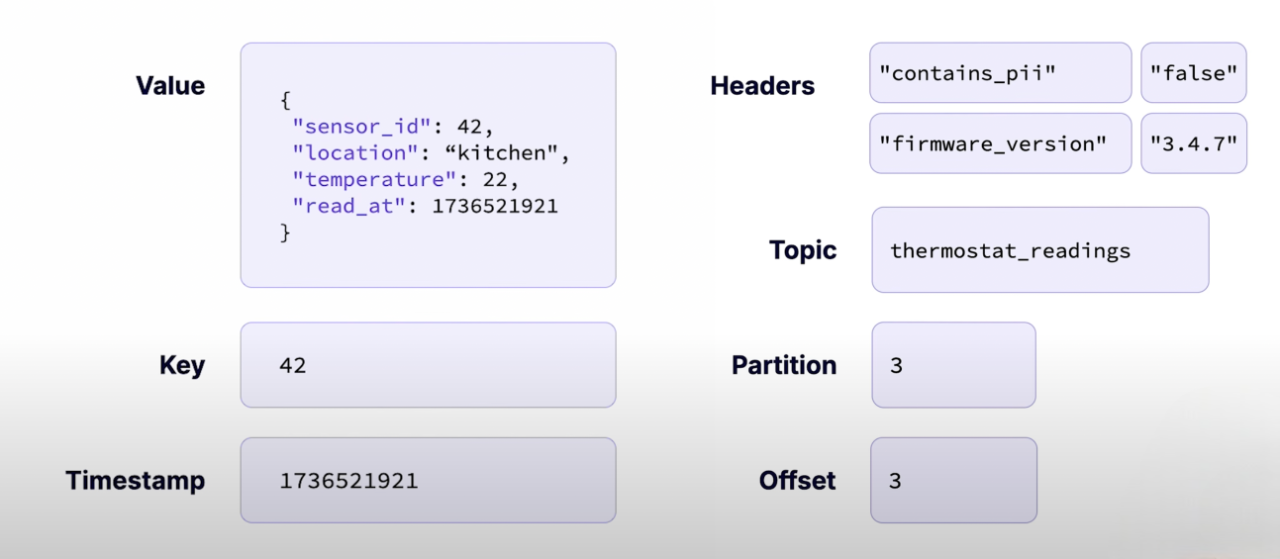 Value
{
"sensor_id": 42,
"location": “kitchen",
"temperature": 22,
"read_at": 1736521921
}
Key
42
Timestamp
1736521921
Headers
"contains_pii" "false"
"firmware_version" "3.4.7"
Topic
thermostat_readings
Partition
3
Offset
3